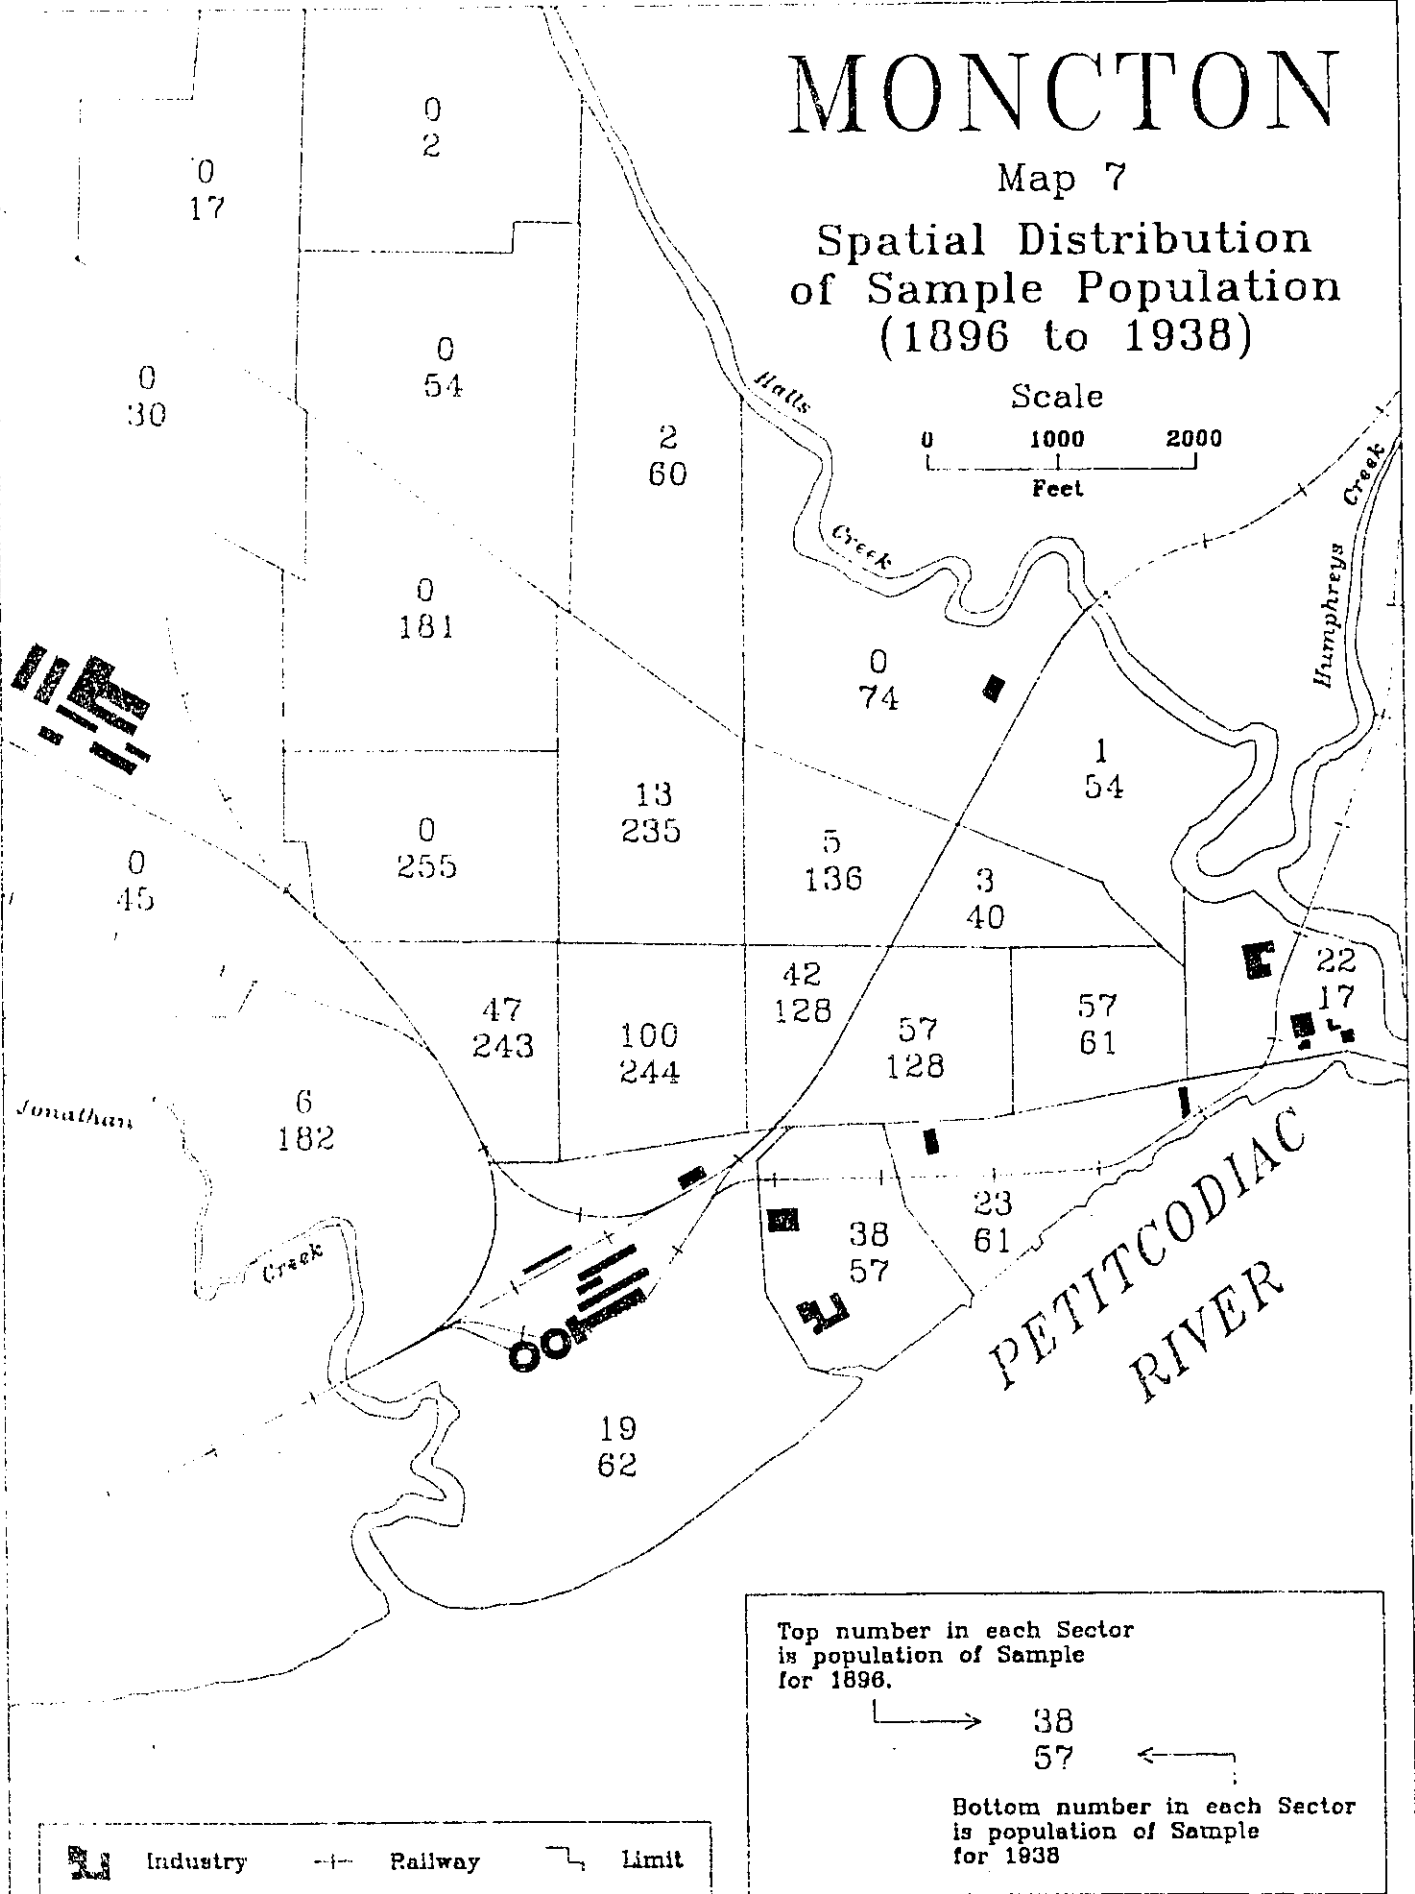 MONCTON
Map 7
Spatial Distribution
of Sample Population
(1896 to 1938)
Scale
0 1000 2000
Feet
0
2
0
17
0
30
0
54
2
60
Halls
Creek
Humphreys
Creek
0
181
0
74
1
54
0
45
0
255
13
235
5
136
3
40
47
243
100
244
42
128
57
128
57
61
22
17
Jonathan
Creek
6
182
38
57
23
61
19
62
PETITCODIAC
RIVER
Top number in each Sector
is population of Sample
for 1896.
38
57
Bottom number in each Sector
is population of Sample
for 1938
Industry Railway Limit